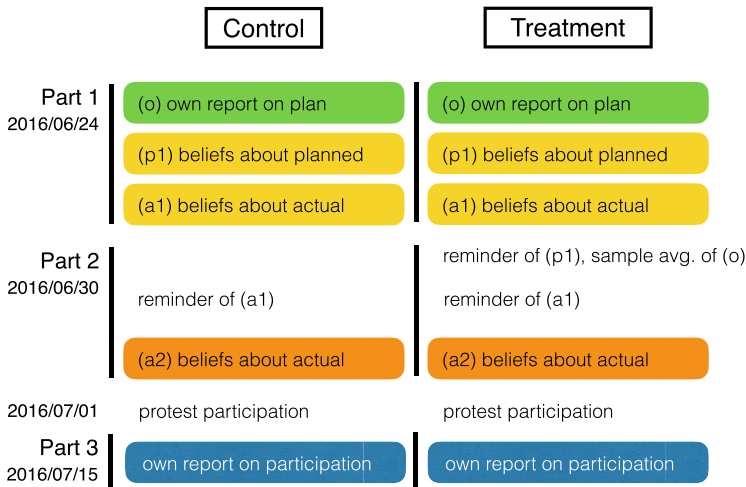 Control
Treatment
Part 1
2016/06/24
(o) own report on plan
(o) own report on plan
(p1) beliefs about planned
(p1) beliefs about planned
(a1) beliefs about actual
(a1) beliefs about actual
Part 2
2016/06/30
reminder of (p1), sample avg. of (o)
reminder of (a1)
reminder of (a1)
(a2) beliefs about actual
(a2) beliefs about actual
2016/07/01
protest participation
protest participation
Part 3
2016/07/15
own report on participation
own report on participation